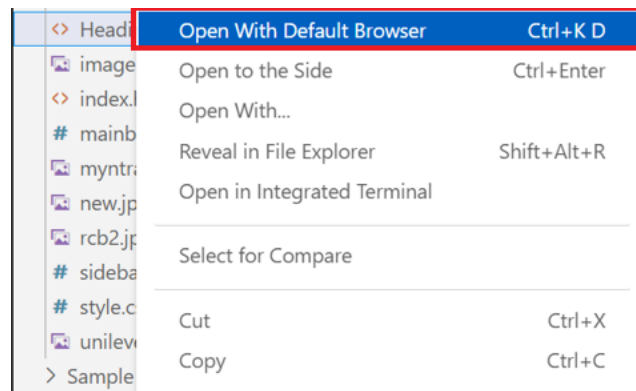 Headi
Open With Default Browser Ctrl+K D
image
Open to the Side Ctrl+Enter
index.
Open With...
# mainb
Reveal in File Explorer Shift+Alt+R
myntra
Open in Integrated Terminal
new.jp
rcb2.jp
Select for Compare
# sideba
# style.c
Cut Ctrl+X
unileve
Copy Ctrl+C
> Sample